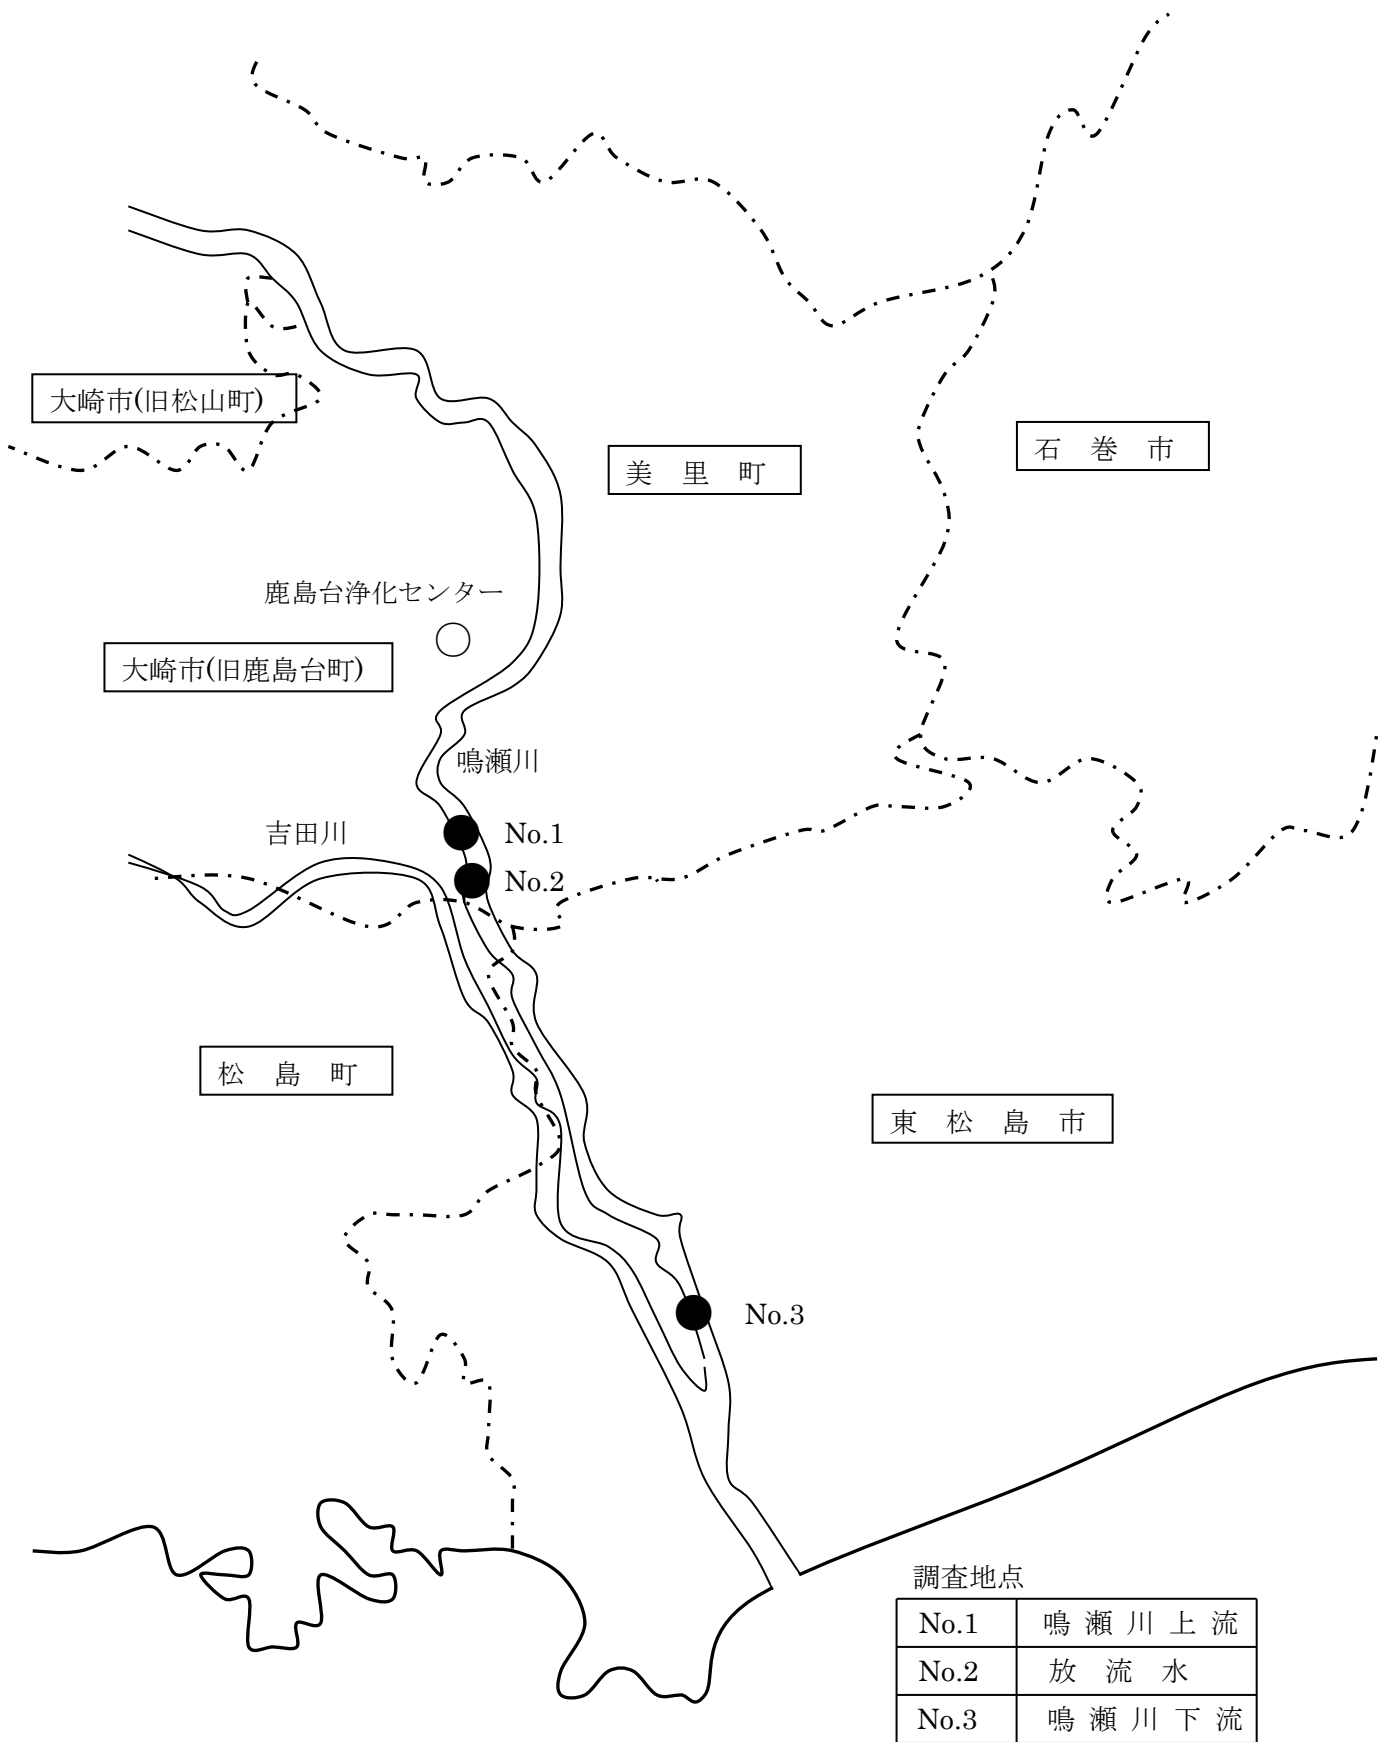 大崎市(旧松山町)
美 里 町
石 巻 市
鹿島台浄化センター
大崎市(旧鹿島台町)
鳴瀬川
吉田川
No.1
No.2
松 島 町
東 松 島 市
No.3
調査地点
No.1 鳴 瀬 川 上 流
No.2 放 流 水
No.3 鳴 瀬 川 下 流